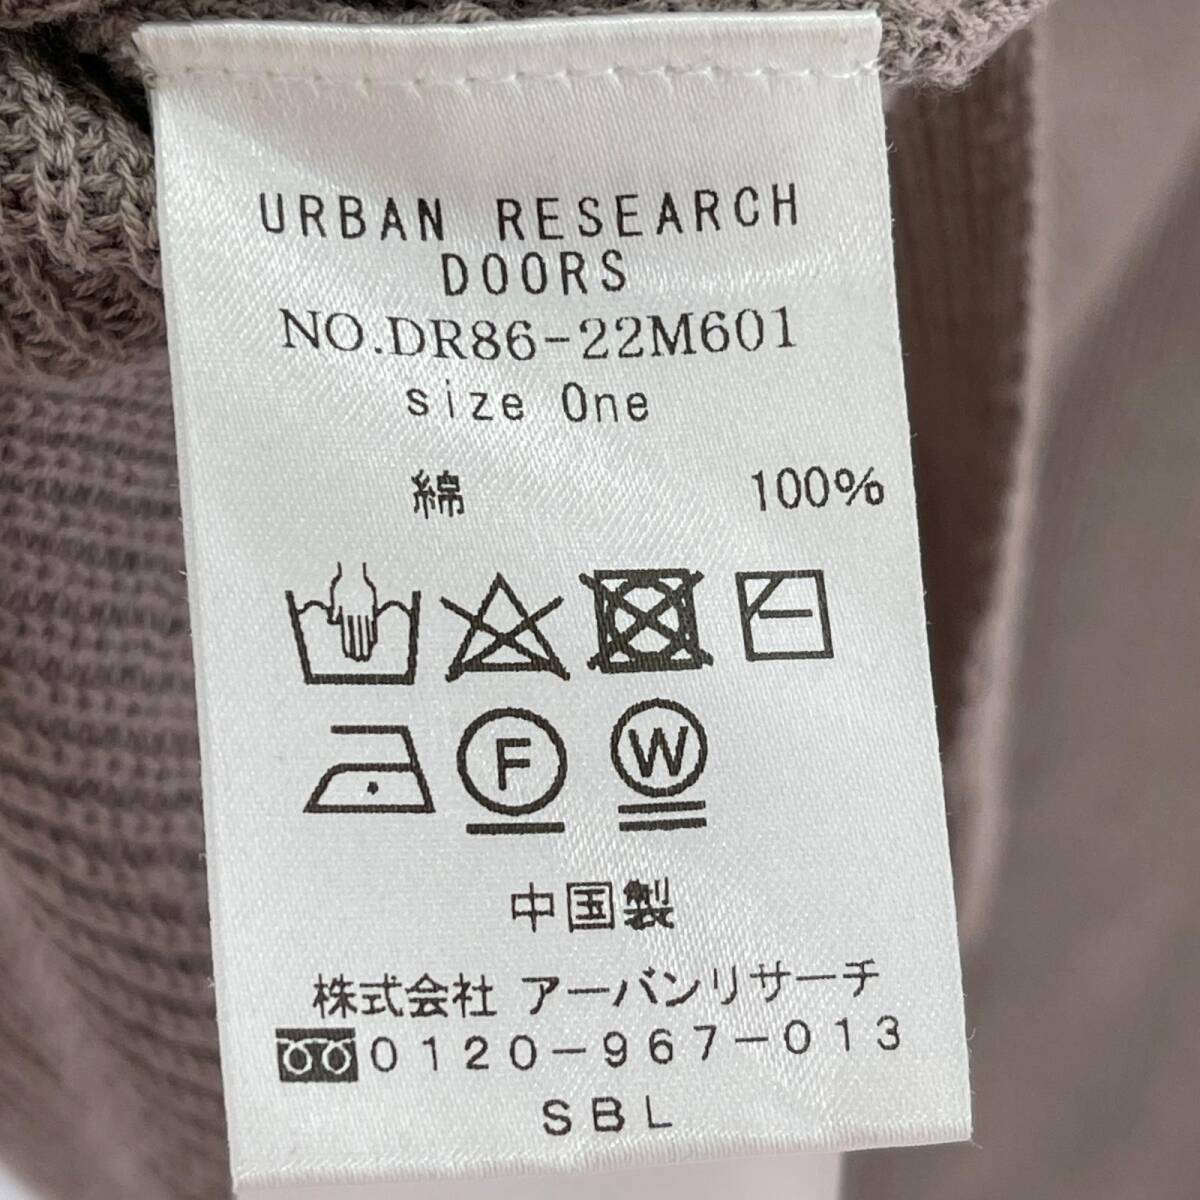 URBAN RESEARCH
DOORS
NO.DR86-22M601
size One
綿 100%
F W
中国製
株式会社 アーバンリサーチ
0120-967-013
SBL